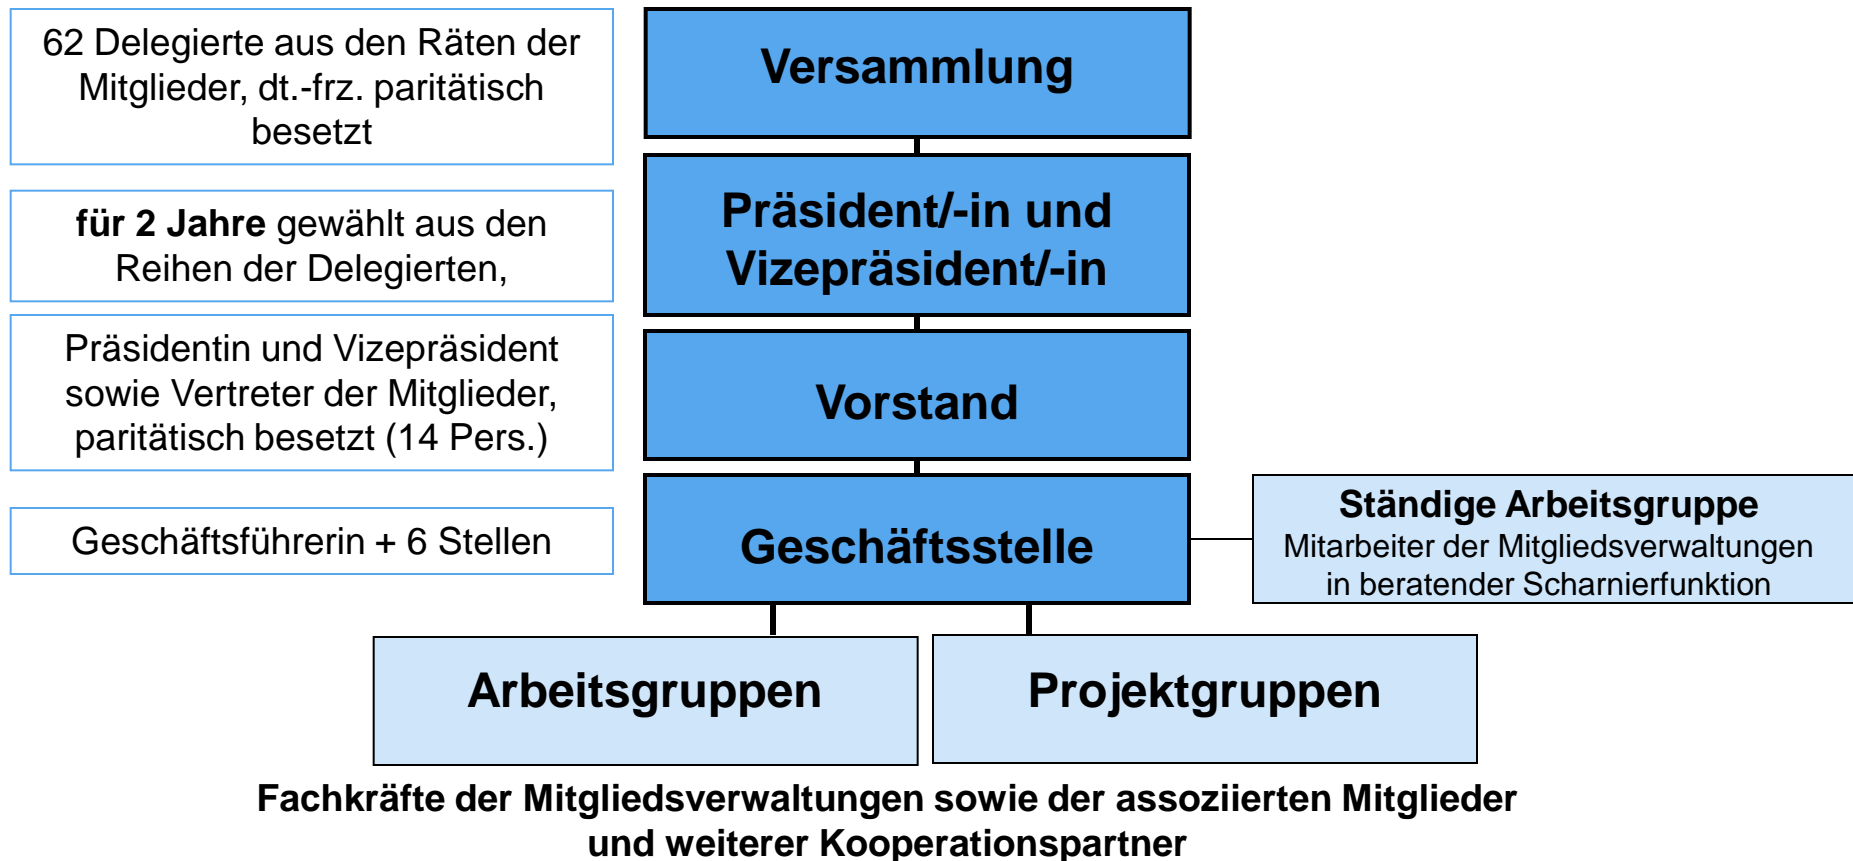 62 Delegierte aus den Räten der
Mitglieder, dt.-frz. paritätisch
besetzt
Versammlung
für 2 Jahre gewählt aus den
Reihen der Delegierten,
Präsident/-in und
Vizepräsident/-in
Präsidentin und Vizepräsident
sowie Vertreter der Mitglieder,
paritätisch besetzt (14 Pers.)
Vorstand
Geschäftsführerin + 6 Stellen
Geschäftsstelle
Ständige Arbeitsgruppe
Mitarbeiter der Mitgliedsverwaltungen
in beratender Scharnierfunktion
Arbeitsgruppen
Projektgruppen
Fachkräfte der Mitgliedsverwaltungen sowie der assoziierten Mitglieder
und weiterer Kooperationspartner